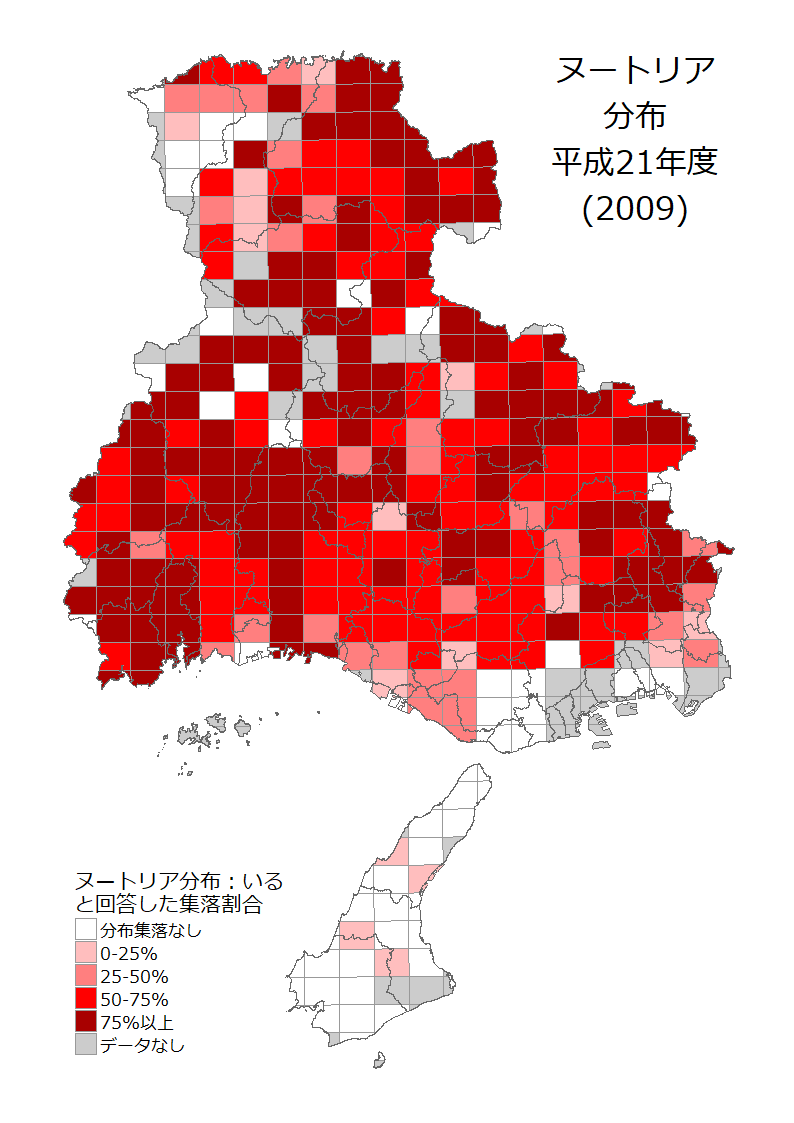 ヌートリア
分布
平成21年度
(2009)
ヌートリア分布：いる
と回答した集落割合
分布集落なし
0-25%
25-50%
50-75%
75%以上
データなし